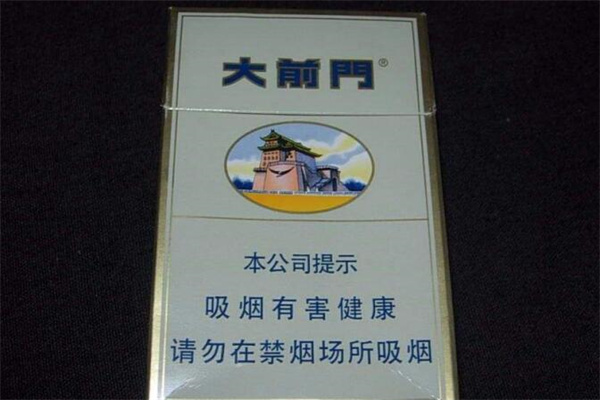 大前門®
本公司提示
吸烟有害健康
请勿在禁烟场所吸烟